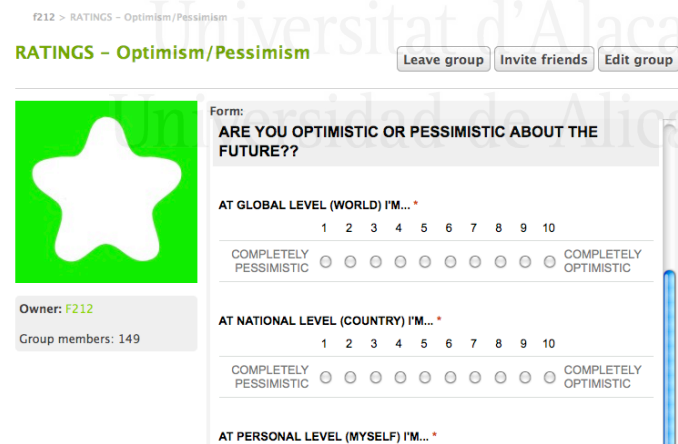 f212 > RATINGS – Optimism/Pessimism
Universitat d'Alaca
RATINGS – Optimism/Pessimism
Leave group
Invite friends
Edit group
Universidad de Alic
Form:
ARE YOU OPTIMISTIC OR PESSIMISTIC ABOUT THE
FUTURE??
AT GLOBAL LEVEL (WORLD) I'M... *
1 2 3 4 5 6 7 8 9 10
COMPLETELY
PESSIMISTIC
COMPLETELY
OPTIMISTIC
Owner: F212
Group members: 149
AT NATIONAL LEVEL (COUNTRY) I'M... *
1 2 3 4 5 6 7 8 9 10
COMPLETELY
PESSIMISTIC
COMPLETELY
OPTIMISTIC
AT PERSONAL LEVEL (MYSELF) I'M... *